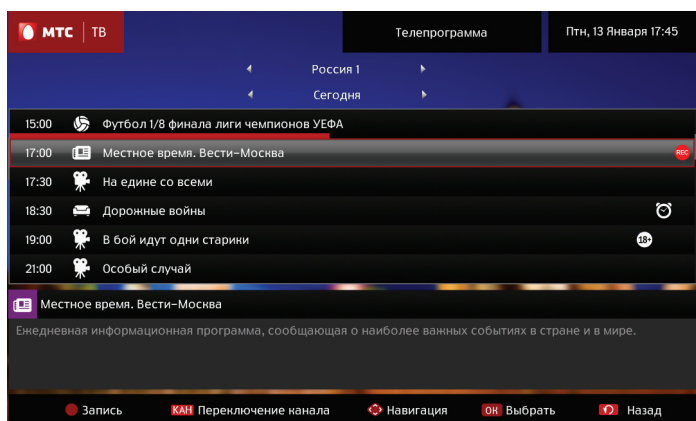 МТС ТВ Телепрограмма Птн, 13 Января 17:45
Россия 1
Сегодня
15:00 Футбол 1/8 финала лиги чемпионов УЕФА
17:00 Местное время. Вести-Москва REC
17:30 На едине со всеми
18:30 Дорожные войны
19:00 В бой идут одни старики 18+
21:00 Особый случай
Местное время. Вести-Москва
Ежедневная информационная программа, сообщающая о наиболее важных событиях в стране и в мире.
Запись КАН Переключение канала Навигация ОК Выбрать Назад